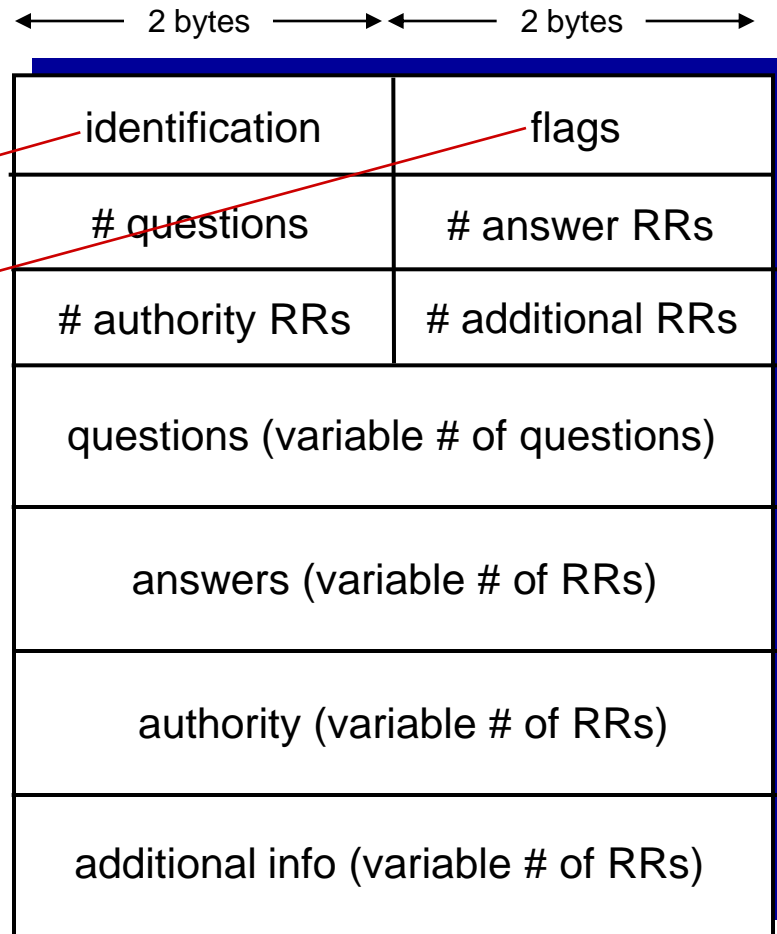 2 bytes 2 bytes
identification flags
# questions # answer RRs
# authority RRs # additional RRs
questions (variable # of questions)
answers (variable # of RRs)
authority (variable # of RRs)
additional info (variable # of RRs)